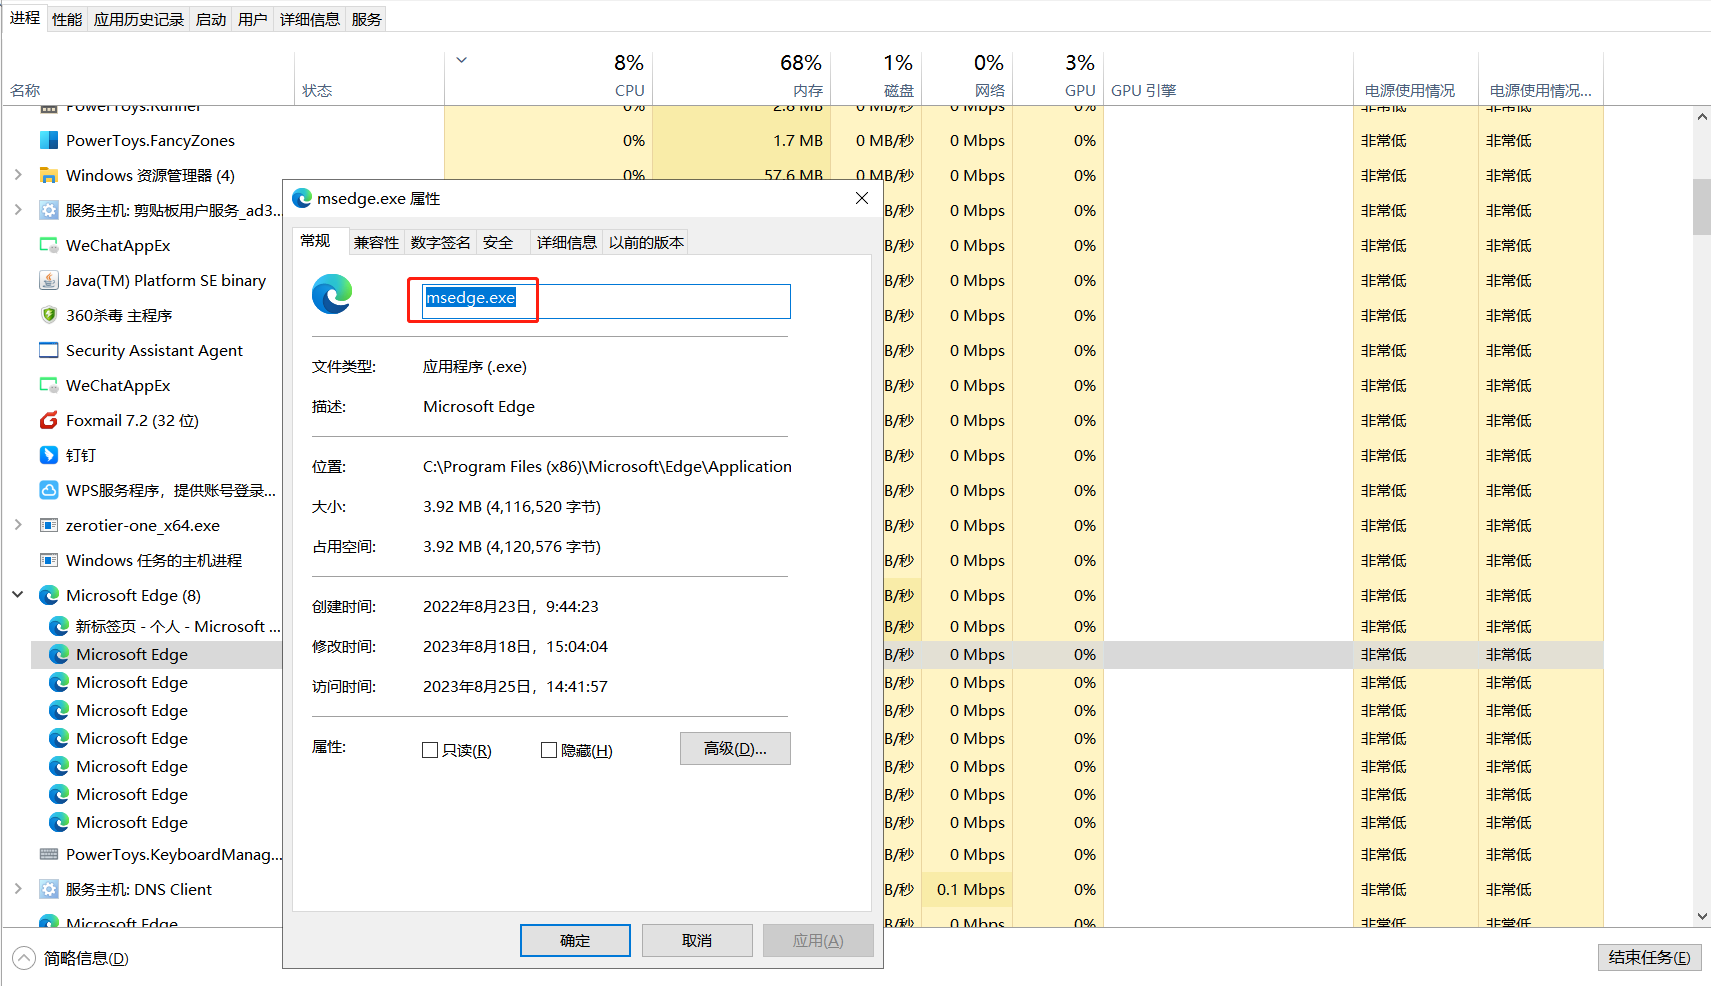 进程 性能 应用历史记录 启动 用户 详细信息 服务
8% 68% 1% 0% 3%
名称 状态 CPU 内存 磁盘 网络 GPU GPU 引擎 电源使用情况 电源使用情况...
PowerToys.Runner 0% 2.8 MB 0 MB/秒 0 Mbps 0% 非常低 非常低
PowerToys.FancyZones 0% 1.7 MB 0 MB/秒 0 Mbps 0% 非常低 非常低
Windows 资源管理器 (4) 0% 57.6 MB 0 MB/秒 0 Mbps 0% 非常低 非常低
服务主机: 剪贴板用户服务_ad3... B/秒 0 Mbps 0% 非常低 非常低
WeChatAppEx B/秒 0 Mbps 0% 非常低 非常低
Java(TM) Platform SE binary B/秒 0 Mbps 0% 非常低 非常低
360杀毒 主程序 B/秒 0 Mbps 0% 非常低 非常低
Security Assistant Agent B/秒 0 Mbps 0% 非常低 非常低
WeChatAppEx B/秒 0 Mbps 0% 非常低 非常低
Foxmail 7.2 (32 位) B/秒 0 Mbps 0% 非常低 非常低
钉钉 B/秒 0 Mbps 0% 非常低 非常低
WPS服务程序，提供账号登录... B/秒 0 Mbps 0% 非常低 非常低
zerotier-one_x64.exe B/秒 0 Mbps 0% 非常低 非常低
Windows 任务的主机进程 B/秒 0 Mbps 0% 非常低 非常低
Microsoft Edge (8) B/秒 0 Mbps 0% 非常低 非常低
新标签页 - 个人 - Microsoft ... B/秒 0 Mbps 0% 非常低 非常低
Microsoft Edge B/秒 0 Mbps 0% 非常低 非常低
Microsoft Edge B/秒 0 Mbps 0% 非常低 非常低
Microsoft Edge B/秒 0 Mbps 0% 非常低 非常低
Microsoft Edge B/秒 0 Mbps 0% 非常低 非常低
Microsoft Edge B/秒 0 Mbps 0% 非常低 非常低
Microsoft Edge B/秒 0 Mbps 0% 非常低 非常低
Microsoft Edge B/秒 0 Mbps 0% 非常低 非常低
PowerToys.KeyboardManag... B/秒 0 Mbps 0% 非常低 非常低
服务主机: DNS Client B/秒 0.1 Mbps 0% 非常低 非常低
Microsoft Edge B/秒 0 Mbps 0% 非常低 非常低
简略信息(D) 结束任务(E)
msedge.exe 属性
常规 兼容性 数字签名 安全 详细信息 以前的版本
msedge.exe
文件类型: 应用程序 (.exe)
描述: Microsoft Edge
位置: C:\Program Files (x86)\Microsoft\Edge\Application
大小: 3.92 MB (4,116,520 字节)
占用空间: 3.92 MB (4,120,576 字节)
创建时间: 2022年8月23日，9:44:23
修改时间: 2023年8月18日，15:04:04
访问时间: 2023年8月25日，14:41:57
属性: 只读(R) 隐藏(H) 高级(D)...
确定 取消 应用(A)